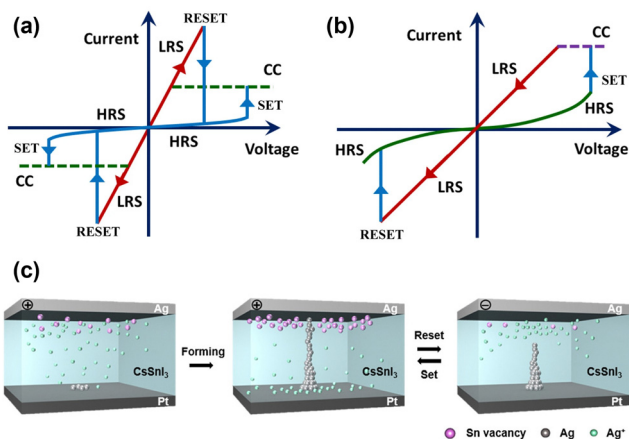 (a)
Current
RESET
LRS
CC
HRS
SET
SET
HRS
Voltage
CC
LRS
RESET
(b)
Current
CC
LRS
SET
HRS
HRS
Voltage
LRS
RESET
(c)
+ Ag
CsSnI₃
Pt
Forming
+ Ag
CsSnI₃
Pt
Reset
Set
− Ag
CsSnI₃
Pt
Sn vacancy Ag Ag⁺